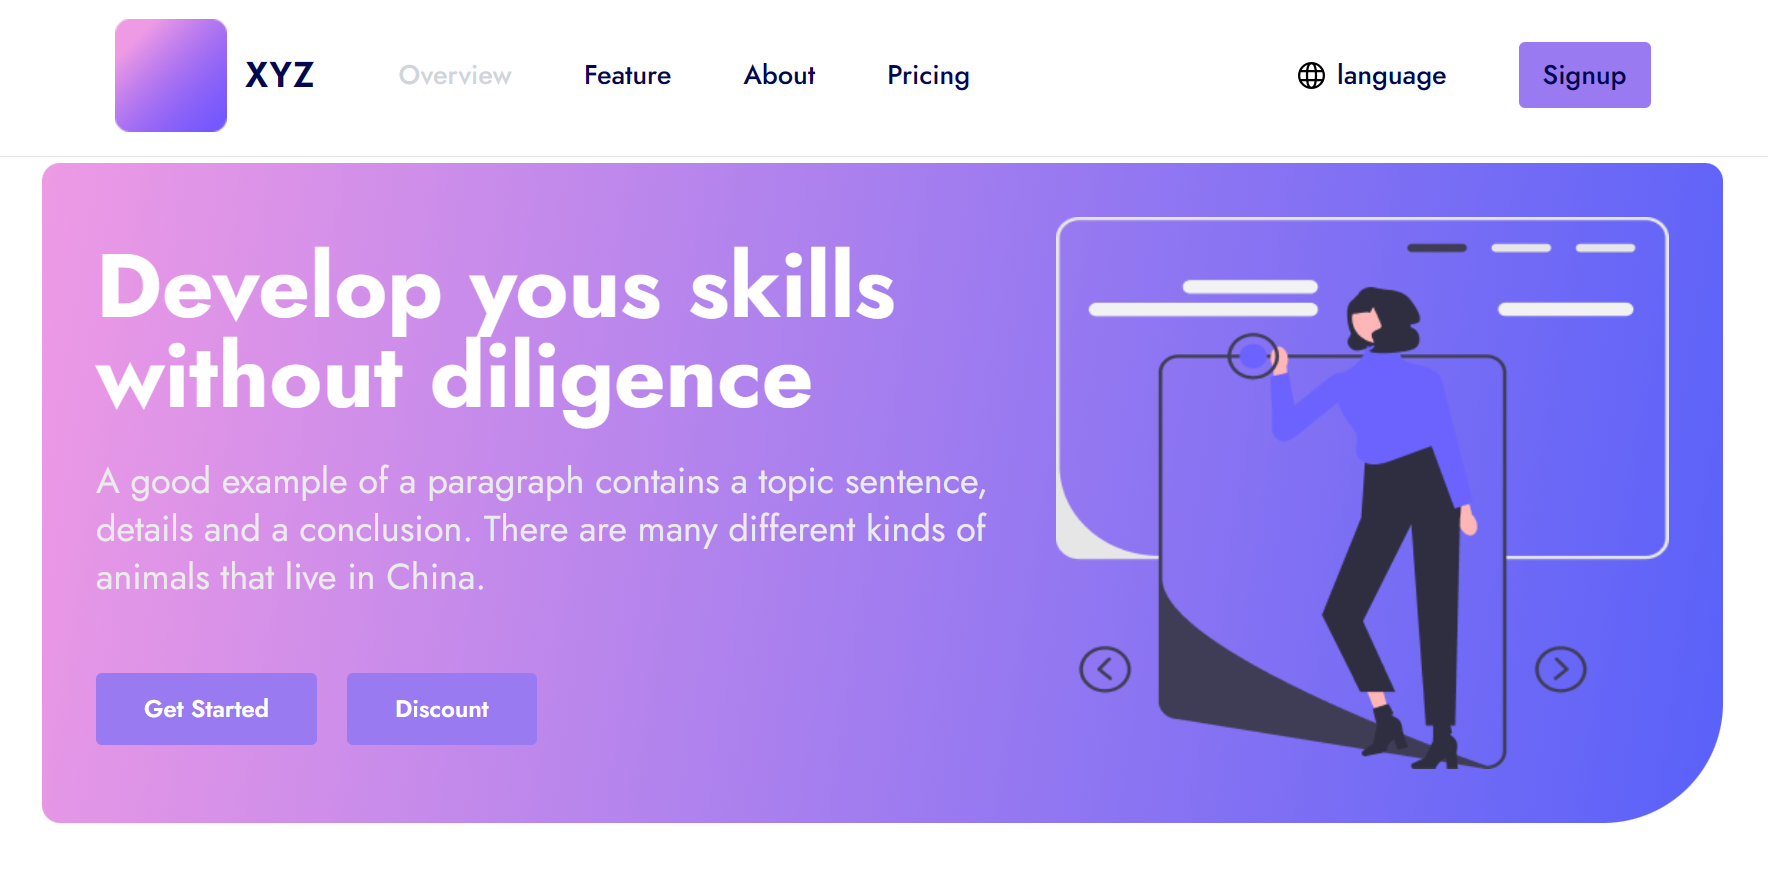 XYZ
Overview
Feature
About
Pricing
language
Signup
Develop yous skills
without diligence
A good example of a paragraph contains a topic sentence,
details and a conclusion. There are many different kinds of
animals that live in China.
Get Started
Discount